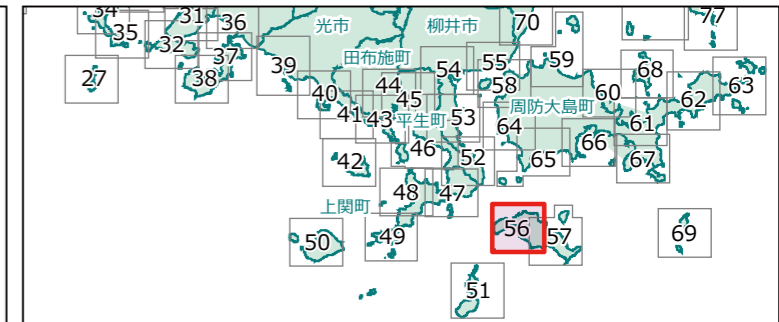 34 31 36 光市 柳井市 70 77
35 32 37 田布施町 54 55 59
27 38 39 44 58 68 63
40 45 周防大島町 60 62
41 43 平生町 53 64 61
42 46 52 65 66 67
48 47
上関町
50 49 56 57 69
51